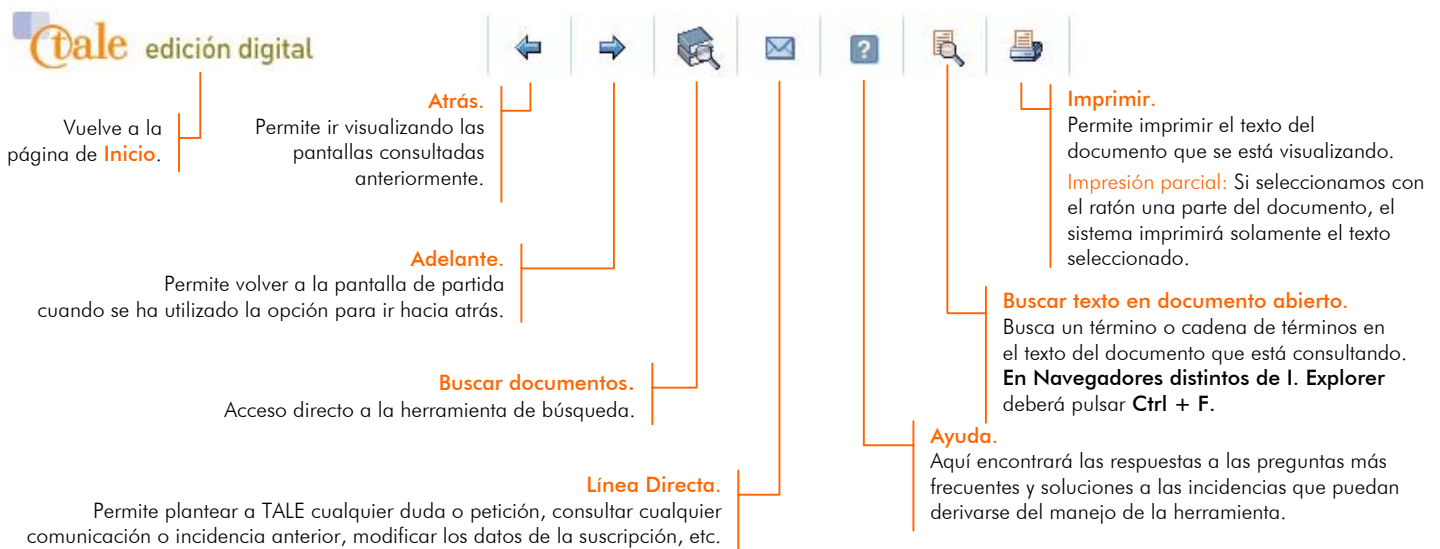 tale edición digital
?
Vuelve a la
página de Inicio.
Atrás.
Permite ir visualizando las
pantallas consultadas
anteriormente.
Adelante.
Permite volver a la pantalla de partida
cuando se ha utilizado la opción para ir hacia atrás.
Buscar documentos.
Acceso directo a la herramienta de búsqueda.
Línea Directa.
Permite plantear a TALE cualquier duda o petición, consultar cualquier
comunicación o incidencia anterior, modificar los datos de la suscripción, etc.
Imprimir.
Permite imprimir el texto del
documento que se está visualizando.
Impresión parcial: Si seleccionamos con
el ratón una parte del documento, el
sistema imprimirá solamente el texto
seleccionado.
Buscar texto en documento abierto.
Busca un término o cadena de términos en
el texto del documento que está consultando.
En Navegadores distintos de I. Explorer
deberá pulsar Ctrl + F.
Ayuda.
Aquí encontrará las respuestas a las preguntas más
frecuentes y soluciones a las incidencias que puedan
derivarse del manejo de la herramienta.